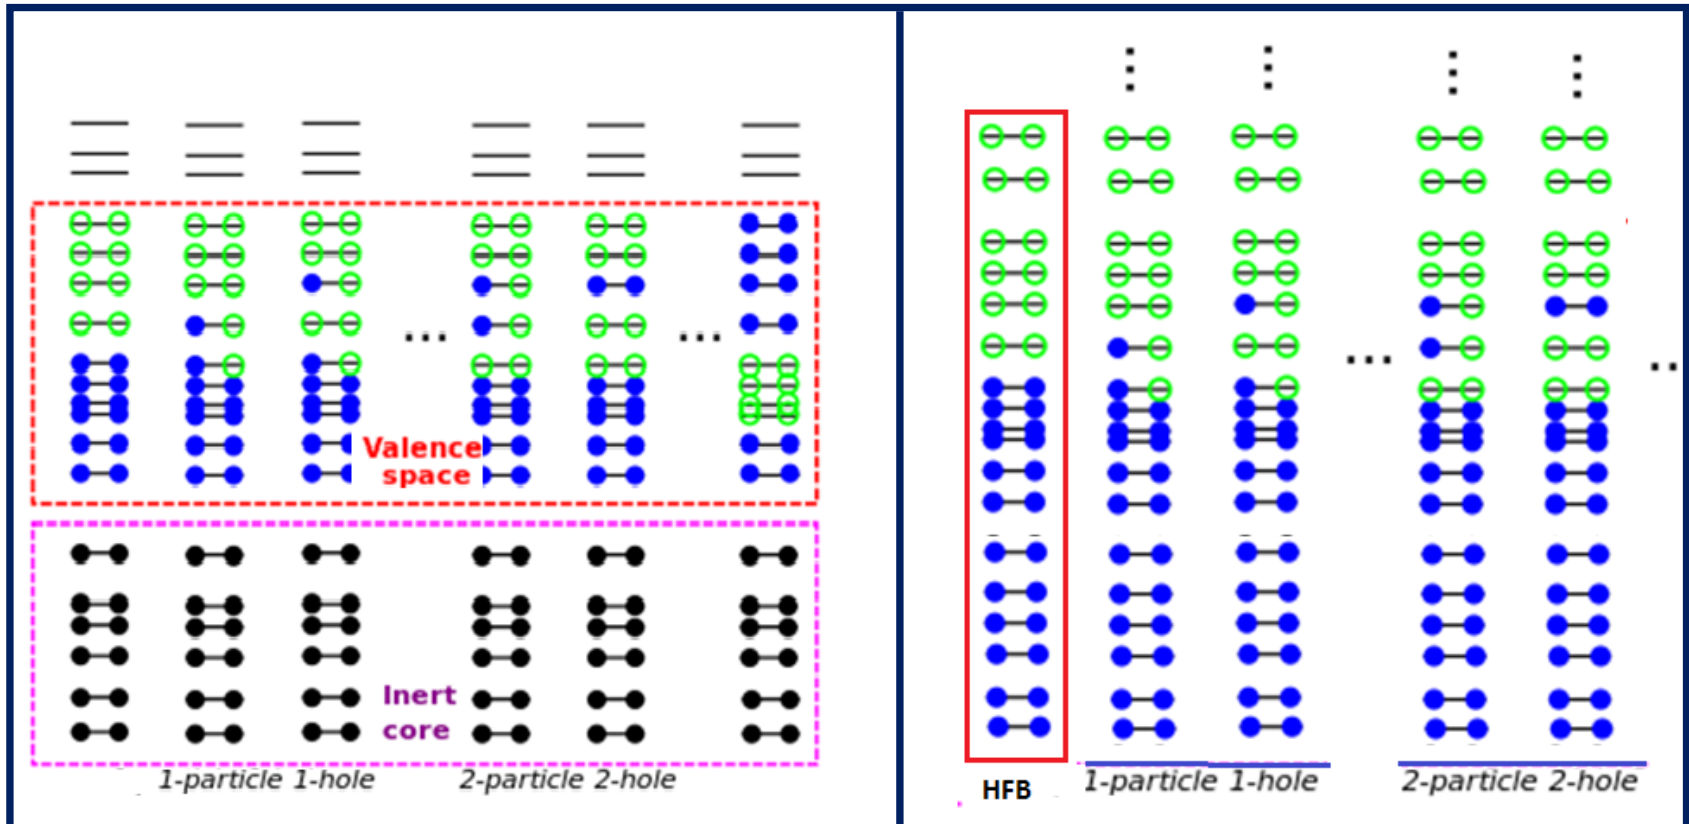 Valence
space
Inert
core
1-particle 1-hole
2-particle 2-hole
HFB
1-particle 1-hole
2-particle 2-hole